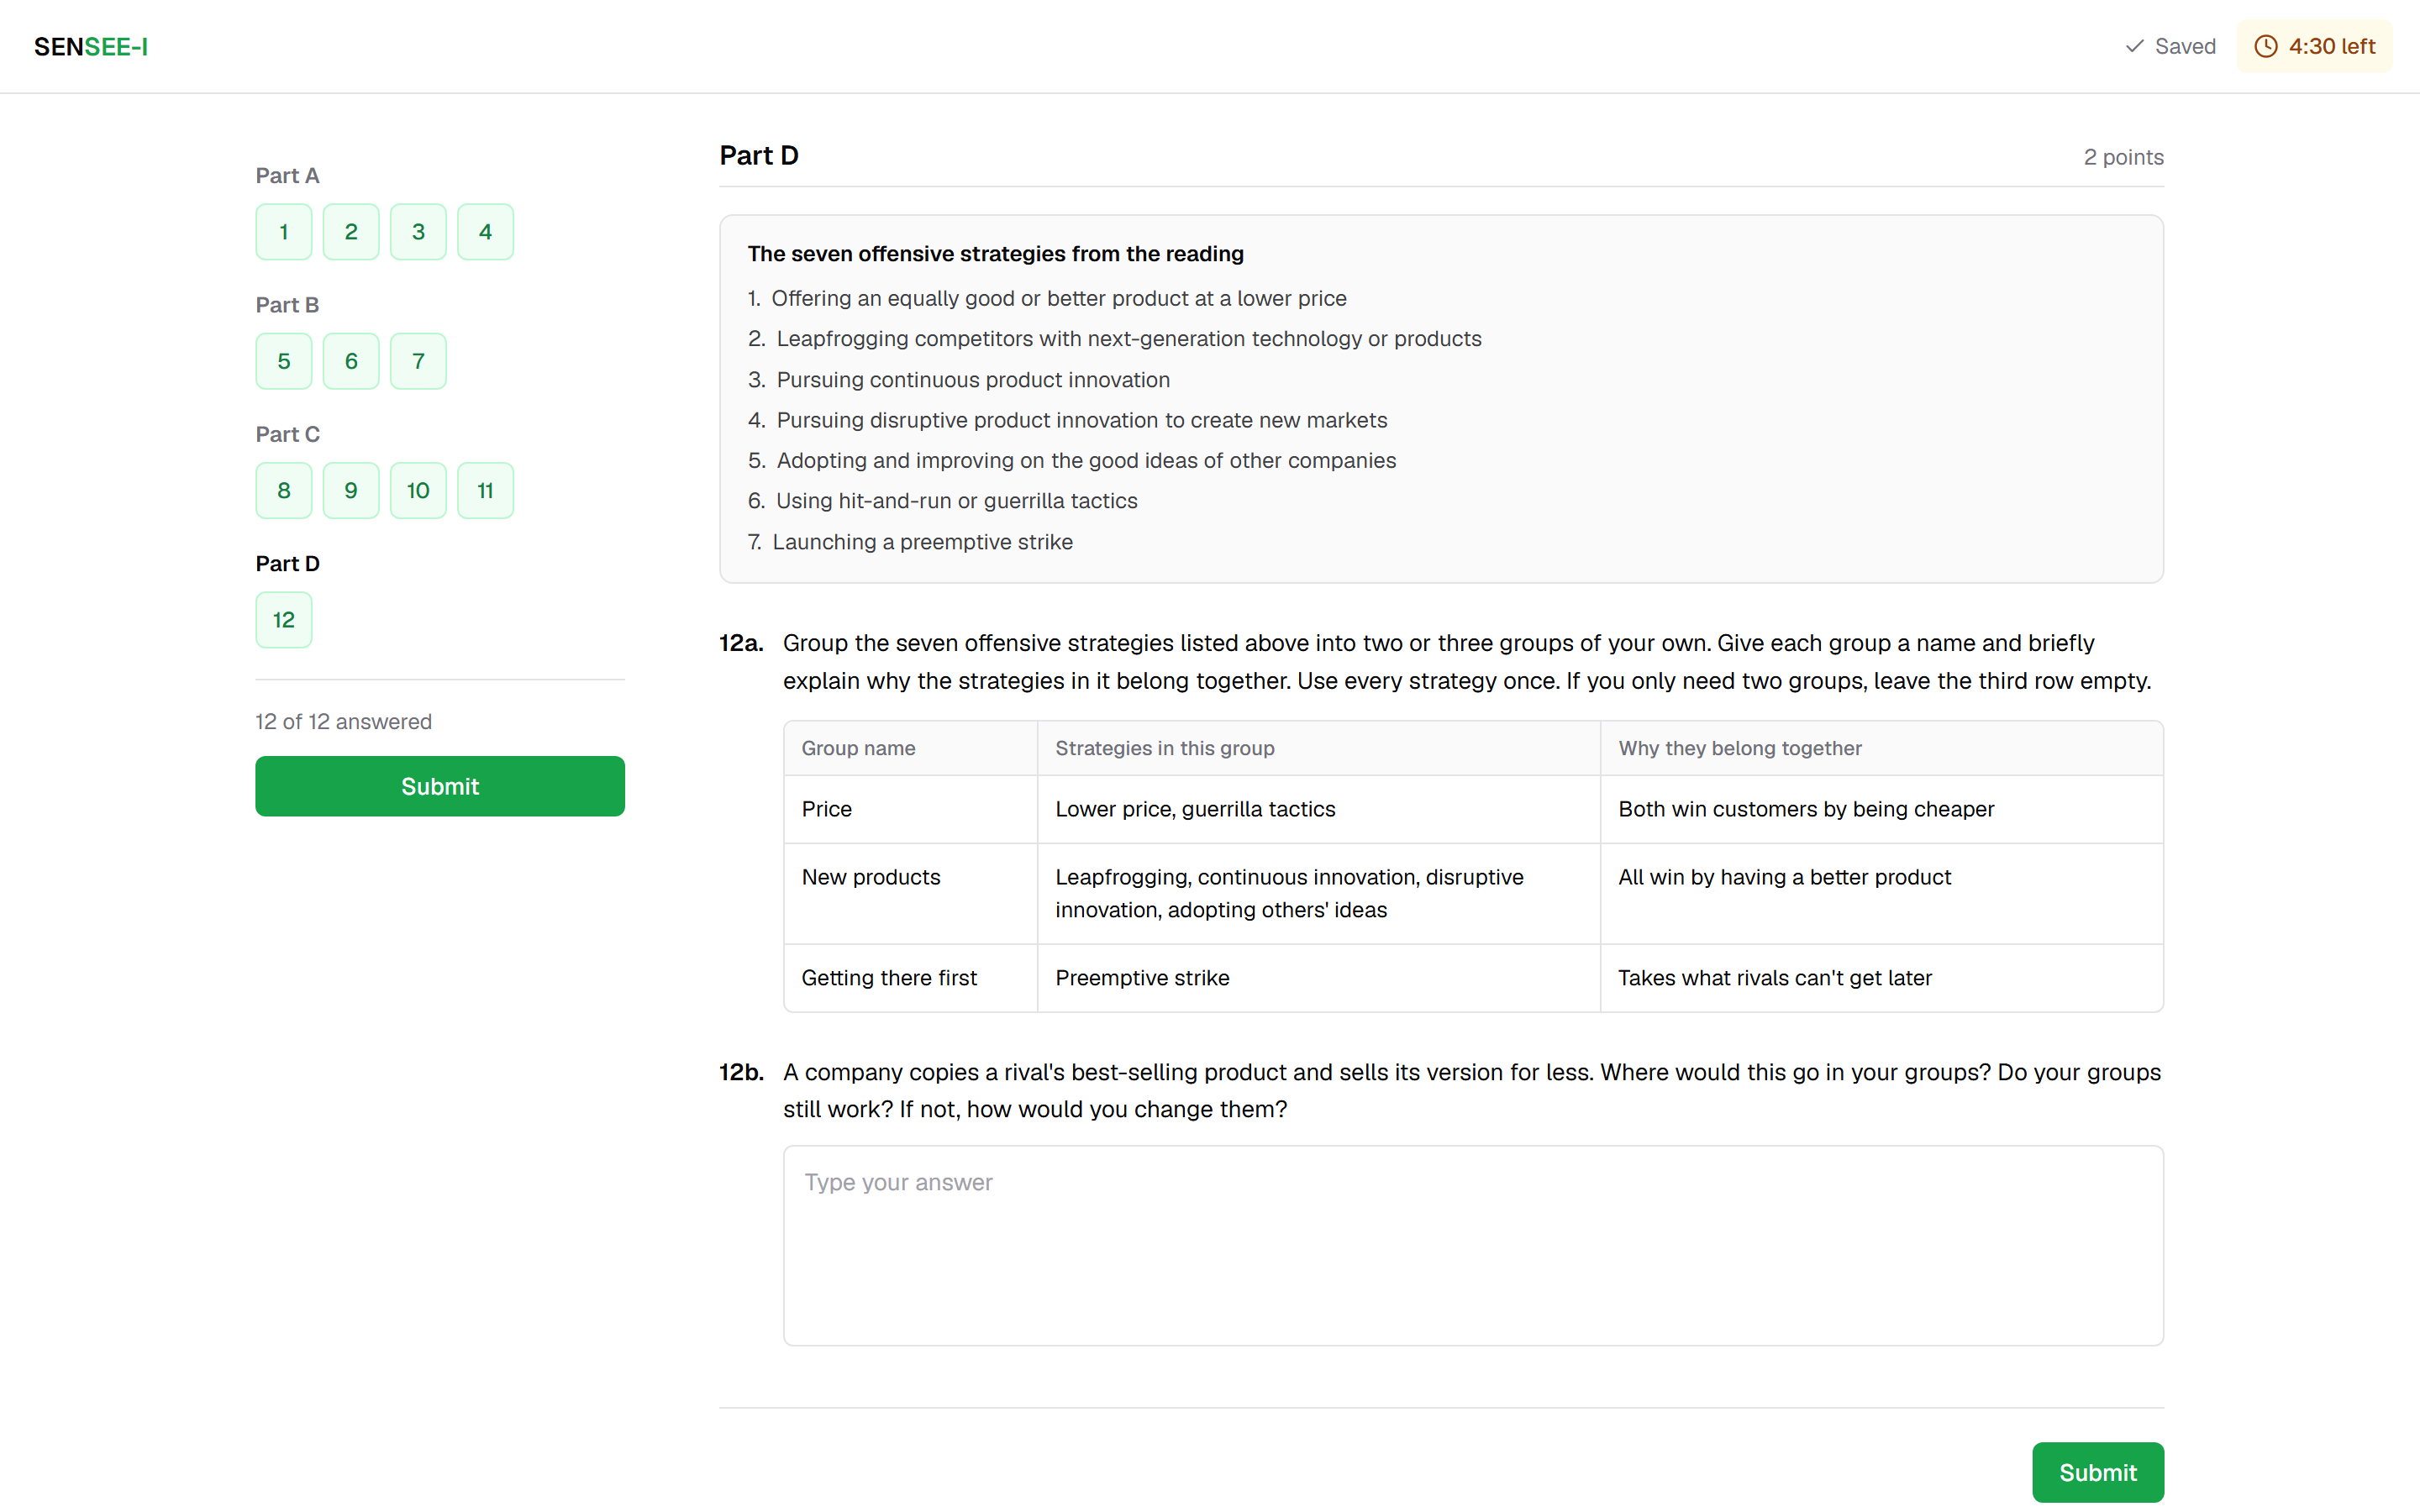 SENSEE-I
Saved
4:30 left
Part A
1 2 3 4
Part B
5 6 7
Part C
8 9 10 11
Part D
12
12 of 12 answered
Submit
Part D
2 points
The seven offensive strategies from the reading
1. Offering an equally good or better product at a lower price
2. Leapfrogging competitors with next-generation technology or products
3. Pursuing continuous product innovation
4. Pursuing disruptive product innovation to create new markets
5. Adopting and improving on the good ideas of other companies
6. Using hit-and-run or guerrilla tactics
7. Launching a preemptive strike
12a. Group the seven offensive strategies listed above into two or three groups of your own. Give each group a name and briefly
explain why the strategies in it belong together. Use every strategy once. If you only need two groups, leave the third row empty.
Group name Strategies in this group Why they belong together
Price Lower price, guerrilla tactics Both win customers by being cheaper
New products Leapfrogging, continuous innovation, disruptive All win by having a better product
innovation, adopting others' ideas
Getting there first Preemptive strike Takes what rivals can't get later
12b. A company copies a rival's best-selling product and sells its version for less. Where would this go in your groups? Do your groups
still work? If not, how would you change them?
Type your answer
Submit